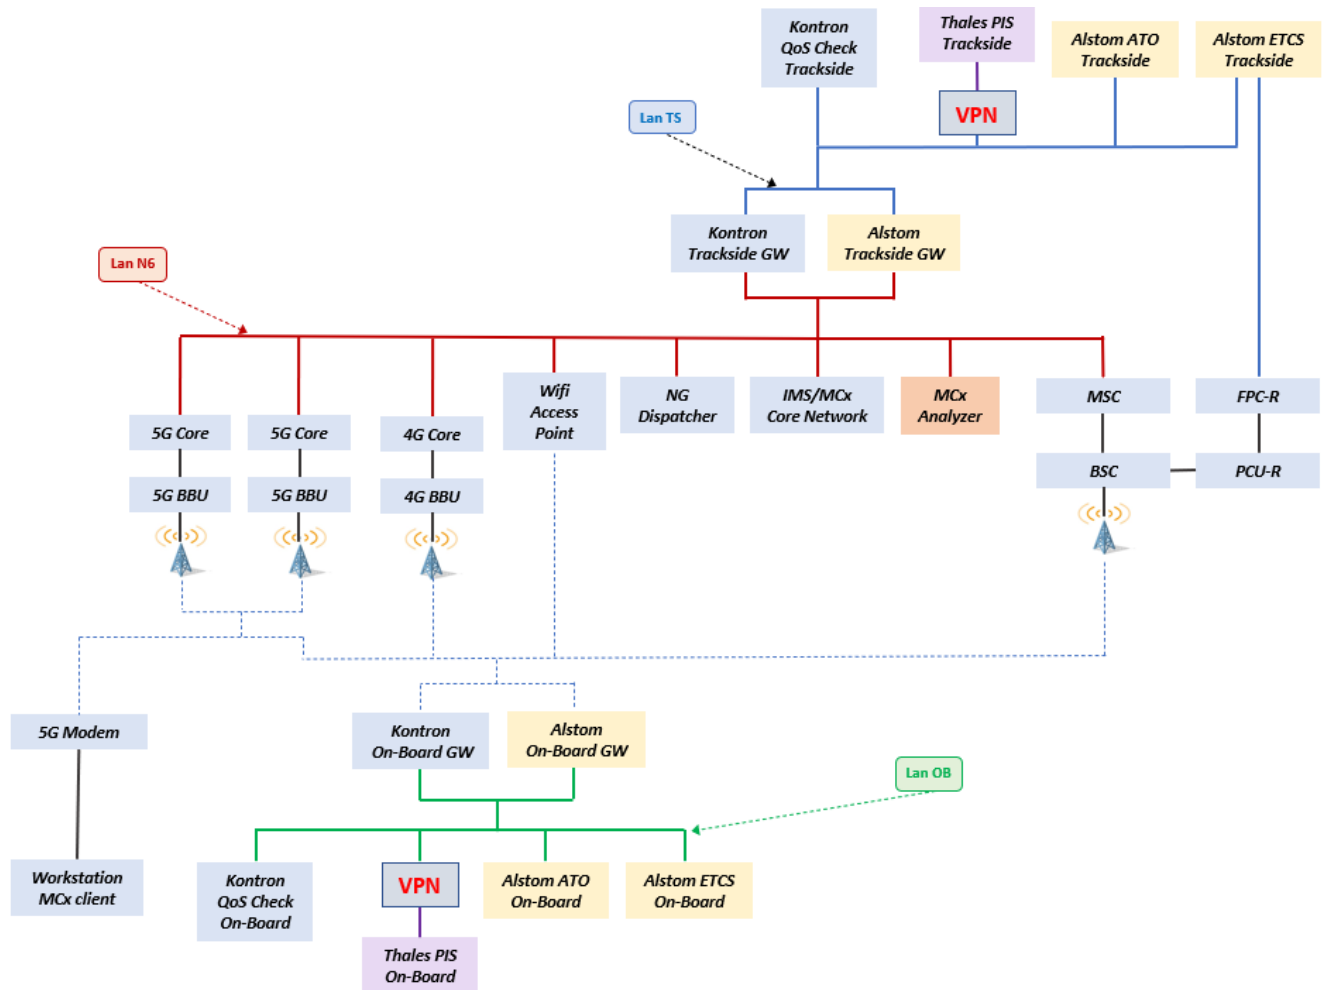 Kontron
QoS Check
Trackside
Thales PIS
Trackside
Alstom ATO
Trackside
Alstom ETCS
Trackside
VPN
Lan TS
Kontron
Trackside GW
Alstom
Trackside GW
Lan N6
5G Core
5G Core
4G Core
Wifi
Access
Point
NG
Dispatcher
IMS/MCx
Core Network
MCx
Analyzer
MSC
FPC-R
5G BBU
5G BBU
4G BBU
BSC
PCU-R
5G Modem
Kontron
On-Board GW
Alstom
On-Board GW
Lan OB
Workstation
MCx client
Kontron
QoS Check
On-Board
VPN
Alstom ATO
On-Board
Alstom ETCS
On-Board
Thales PIS
On-Board